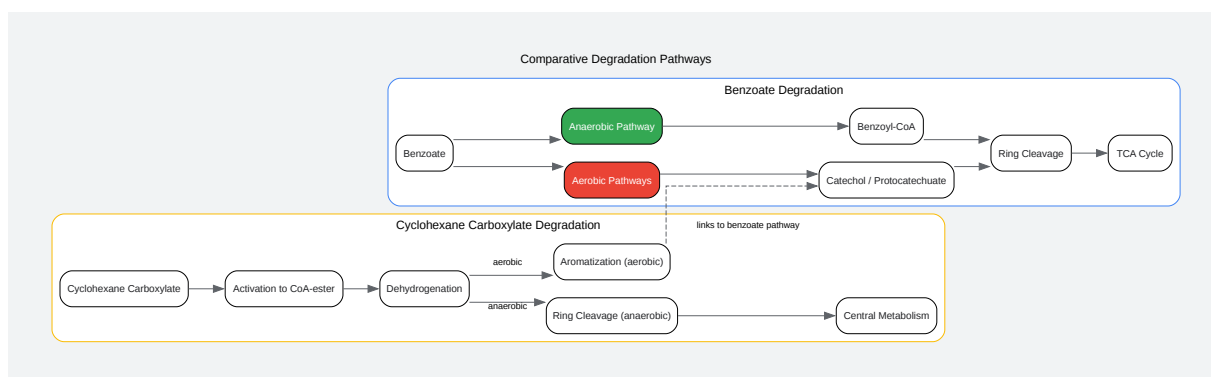 Comparative Degradation Pathways
Benzoate Degradation
Anaerobic Pathway
Benzoyl-CoA
Benzoate
Ring Cleavage
TCA Cycle
Aerobic Pathways
Catechol / Protocatechuate
Cyclohexane Carboxylate Degradation
links to benzoate pathway
aerobic
Aromatization (aerobic)
Cyclohexane Carboxylate
Activation to CoA-ester
Dehydrogenation
anaerobic
Ring Cleavage (anaerobic)
Central Metabolism